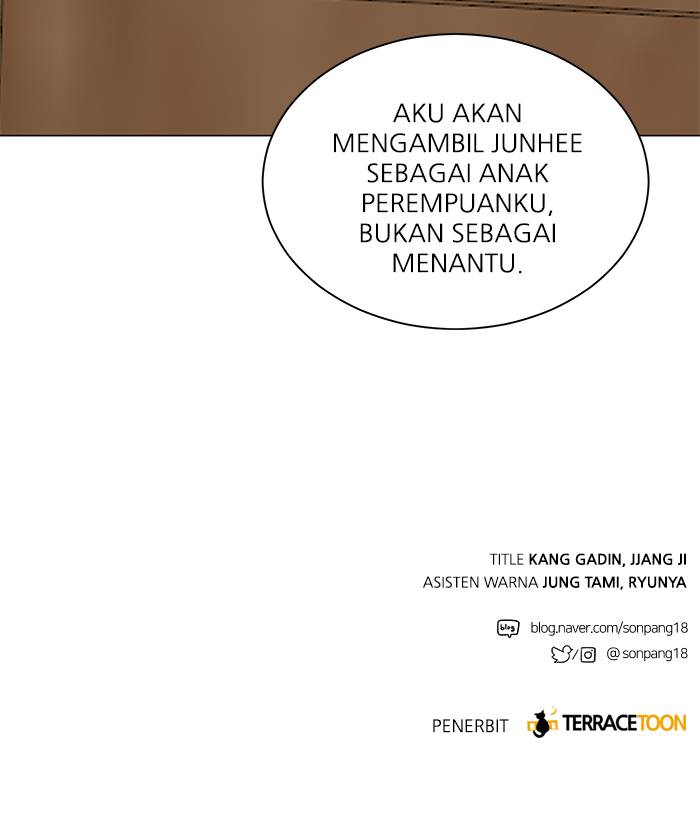 AKU AKAN
MENGAMBIL JUNHEE
SEBAGAI ANAK
PEREMPUANKU,
BUKAN SEBAGAI
MENANTU.
TITLE KANG GADIN, JJANG JI
ASISTEN WARNA JUNG TAMI, RYUNYA
blog blog.naver.com/sonpang18
/ @sonpang18
PENERBIT TERRACETOON